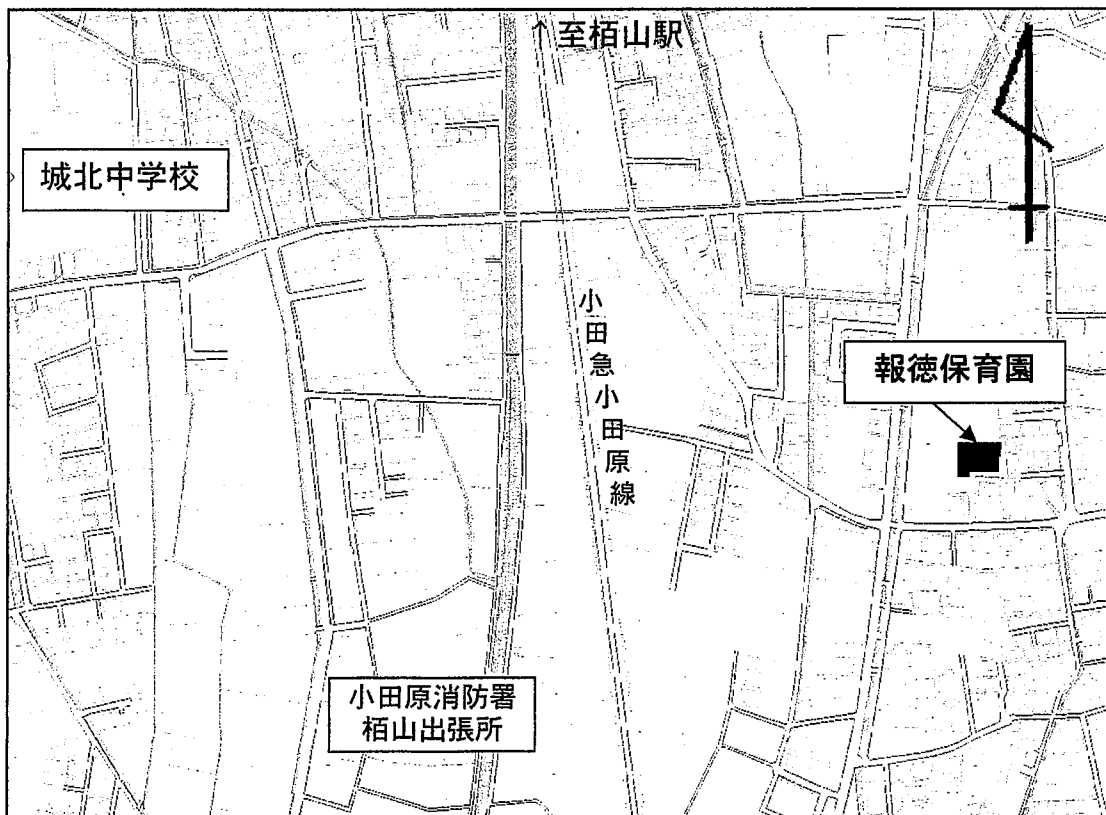 ↑至栢山駅
城北中学校
小田急小田原線
報徳保育園
小田原消防署
栢山出張所